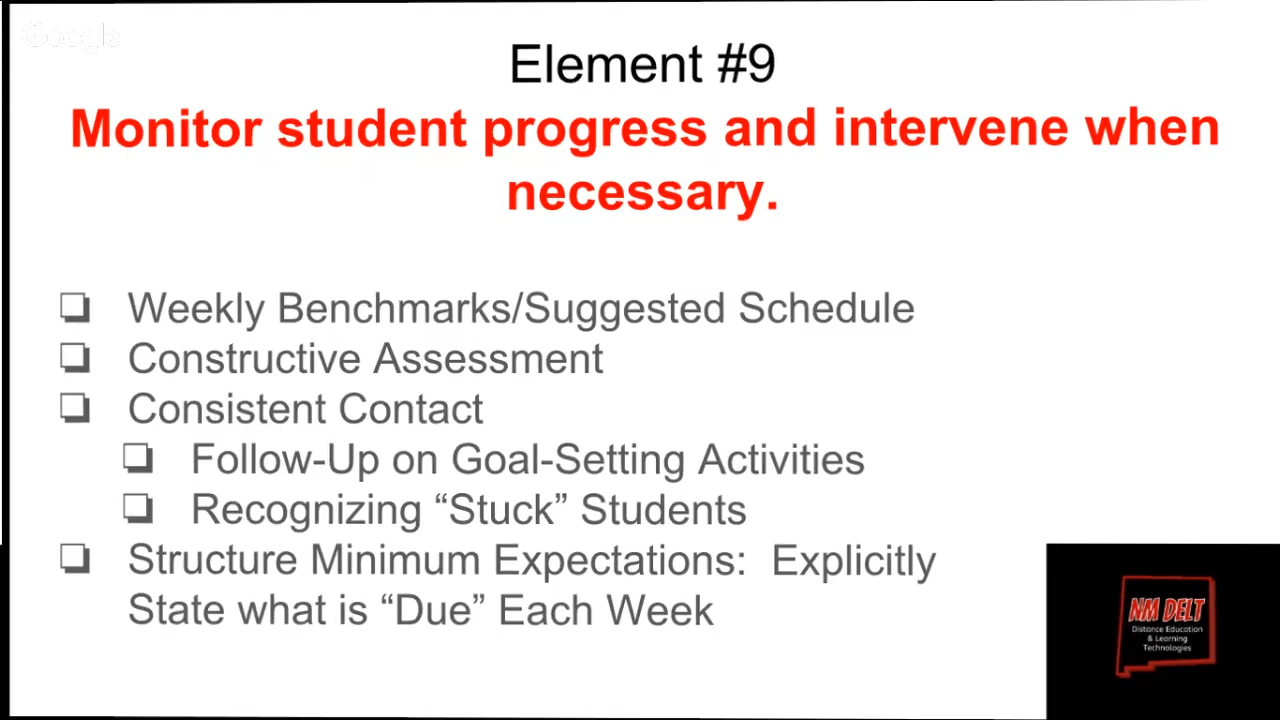 Google
Element #9
Monitor student progress and intervene when
necessary.
❏ Weekly Benchmarks/Suggested Schedule
❏ Constructive Assessment
❏ Consistent Contact
❏ Follow-Up on Goal-Setting Activities
❏ Recognizing “Stuck” Students
❏ Structure Minimum Expectations:  Explicitly
State what is “Due” Each Week
NM DELT
Distance Education
& Learning
Technologies